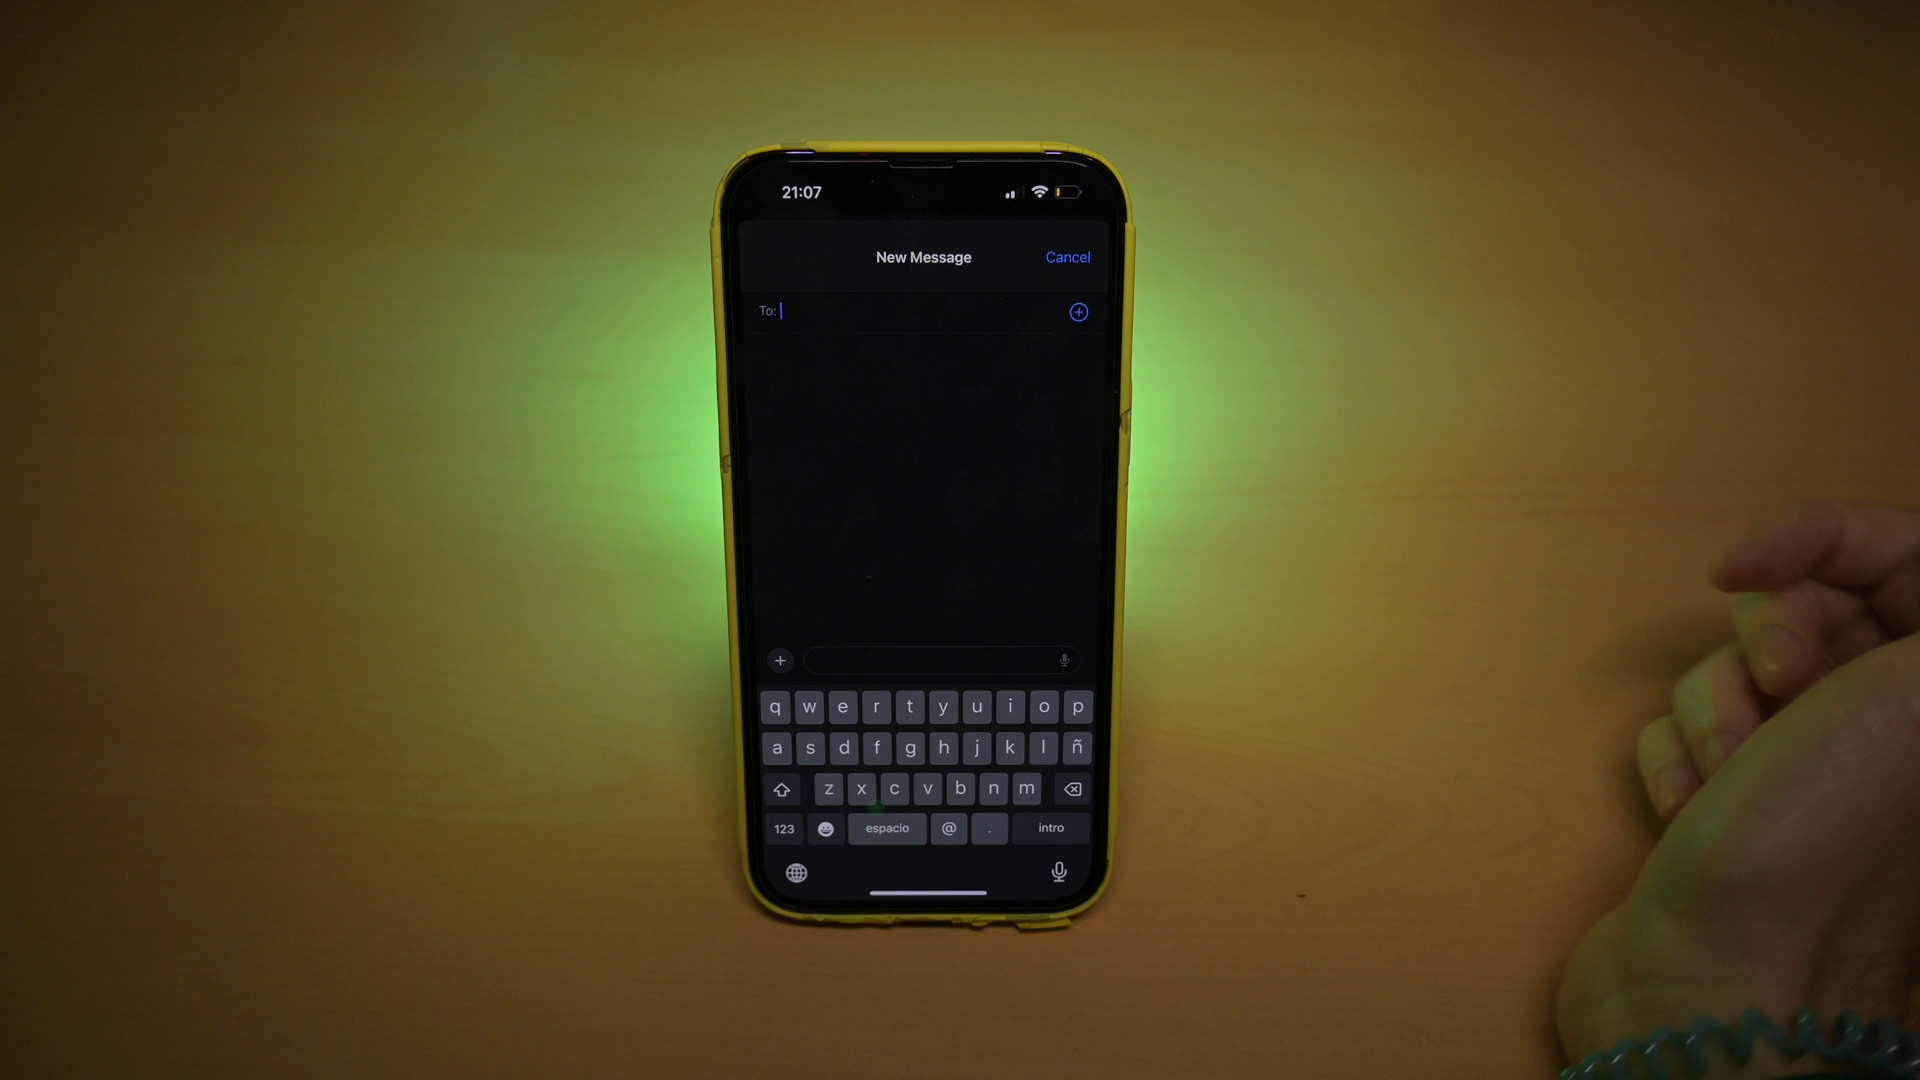 21:07
New Message Cancel
To:
q w e r t y u i o p
a s d f g h j k l ñ
z x c v b n m
123 espacio @ . intro